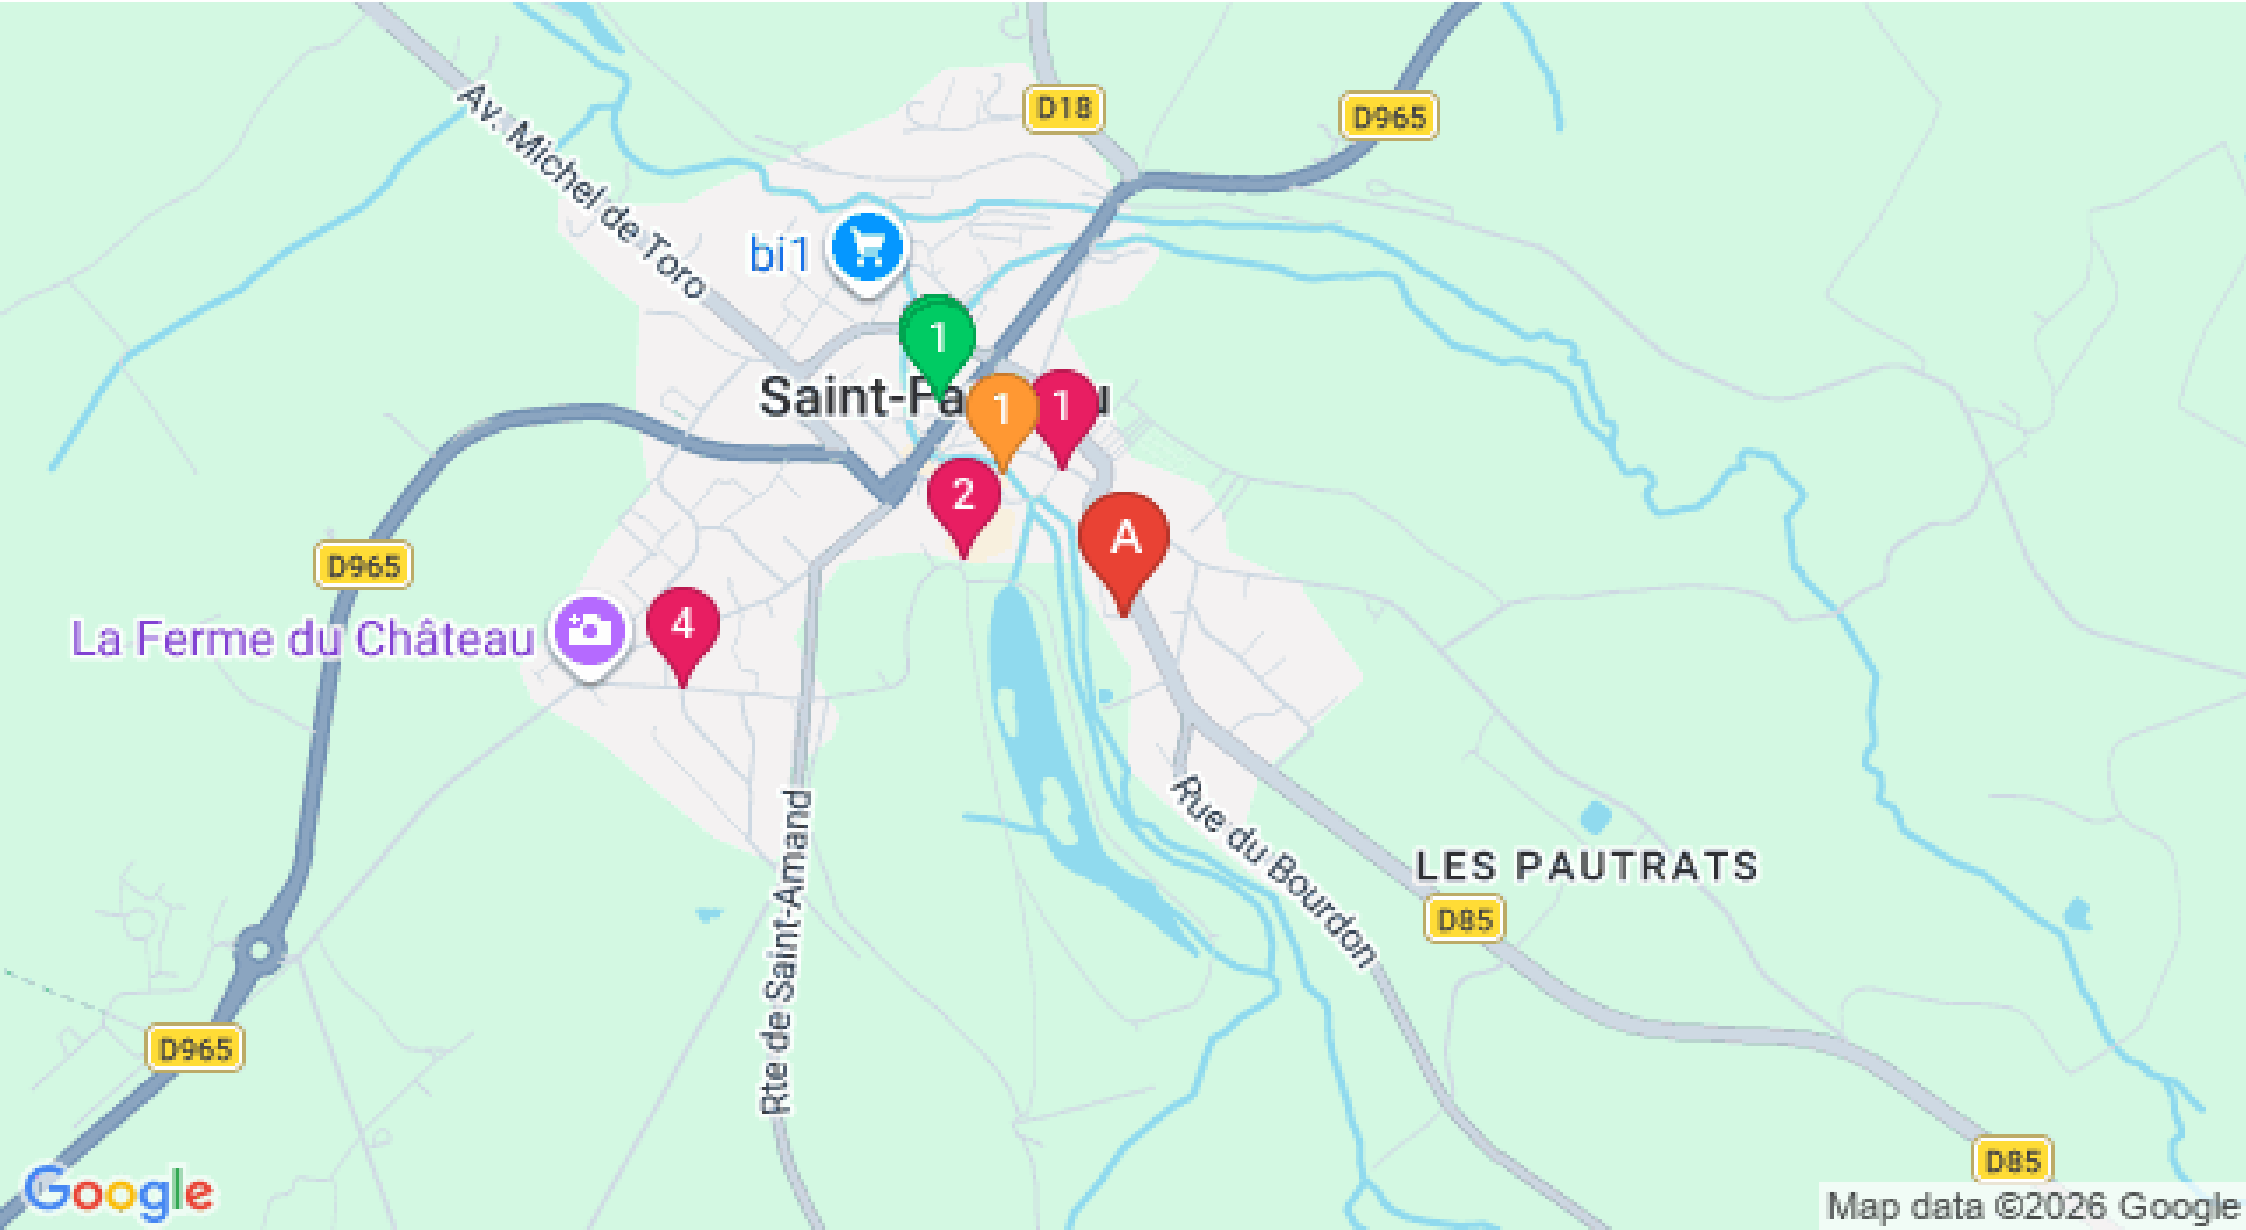 Av. Michel de Toro
D18
D965
bi1
1
Saint-Fa
u
1
1
2
A
D965
La Ferme du Château
4
Rte de Saint-Amand
Rue du Bourdon
LES PAUTRATS
D85
D965
D85
Google
Map data ©2026 Google